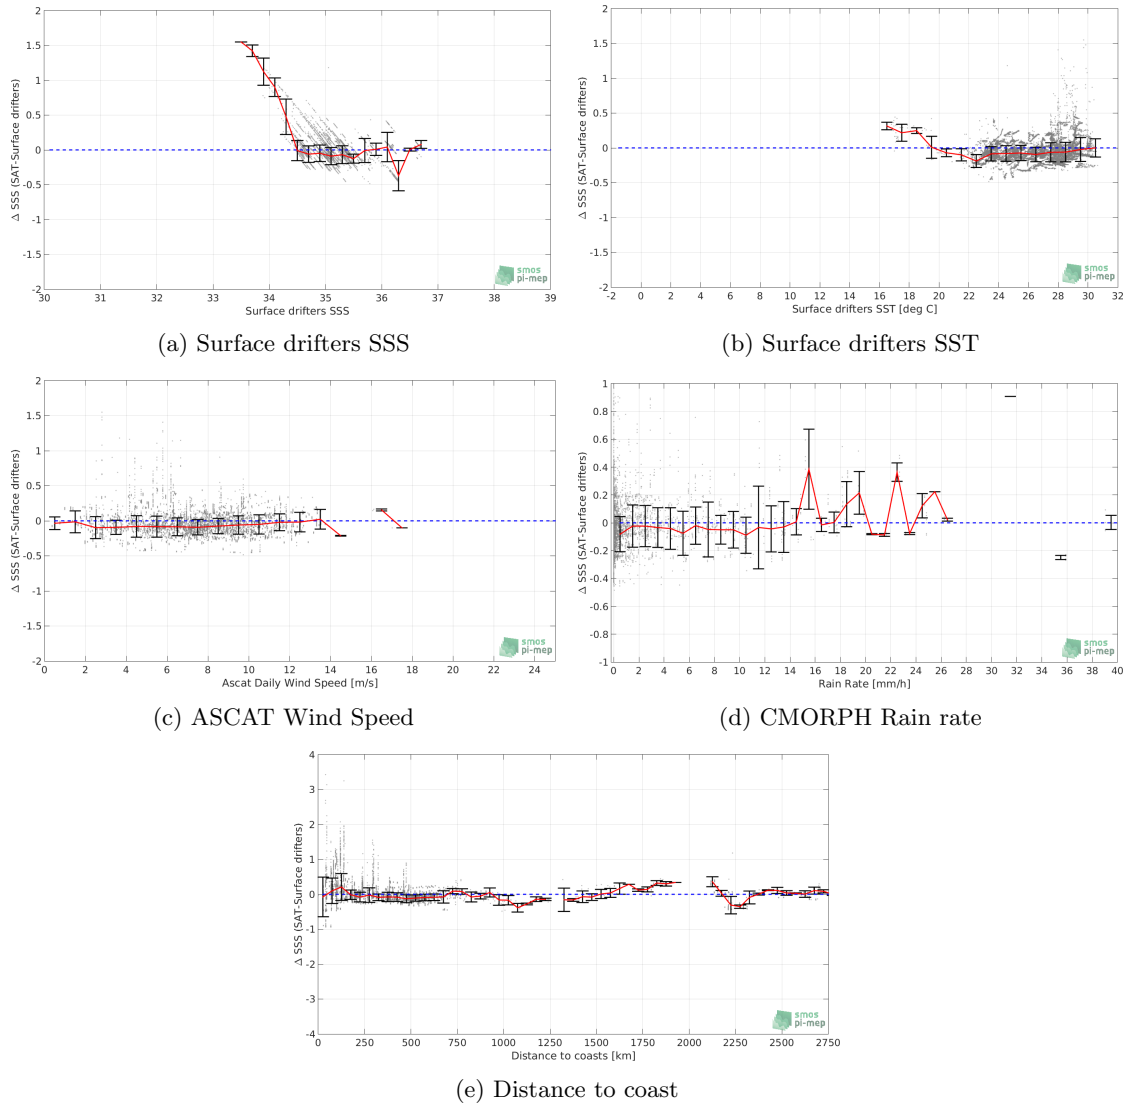 2
1.5
1
0.5
0
-0.5
-1
-1.5
-2
Δ SSS (SAT-Surface drifters)
30 31 32 33 34 35 36 37 38 39
Surface drifters SSS
smos
pi-mep
(a) Surface drifters SSS
2
1.5
1
0.5
0
-0.5
-1
-1.5
-2
Δ SSS (SAT-Surface drifters)
-2 0 2 4 6 8 10 12 14 16 18 20 22 24 26 28 30 32
Surface drifters SST [deg C]
smos
pi-mep
(b) Surface drifters SST
2
1.5
1
0.5
0
-0.5
-1
-1.5
-2
Δ SSS (SAT-Surface drifters)
0 2 4 6 8 10 12 14 16 18 20 22 24
Ascat Daily Wind Speed [m/s]
smos
pi-mep
(c) ASCAT Wind Speed
1
0.8
0.6
0.4
0.2
0
-0.2
-0.4
-0.6
-0.8
-1
Δ SSS (SAT-Surface drifters)
0 2 4 6 8 10 12 14 16 18 20 22 24 26 28 30 32 34 36 38 40
Rain Rate [mm/h]
smos
pi-mep
(d) CMORPH Rain rate
4
3
2
1
0
-1
-2
-3
-4
Δ SSS (SAT-Surface drifters)
0 250 500 750 1000 1250 1500 1750 2000 2250 2500 2750
Distance to coasts [km]
smos
pi-mep
(e) Distance to coast